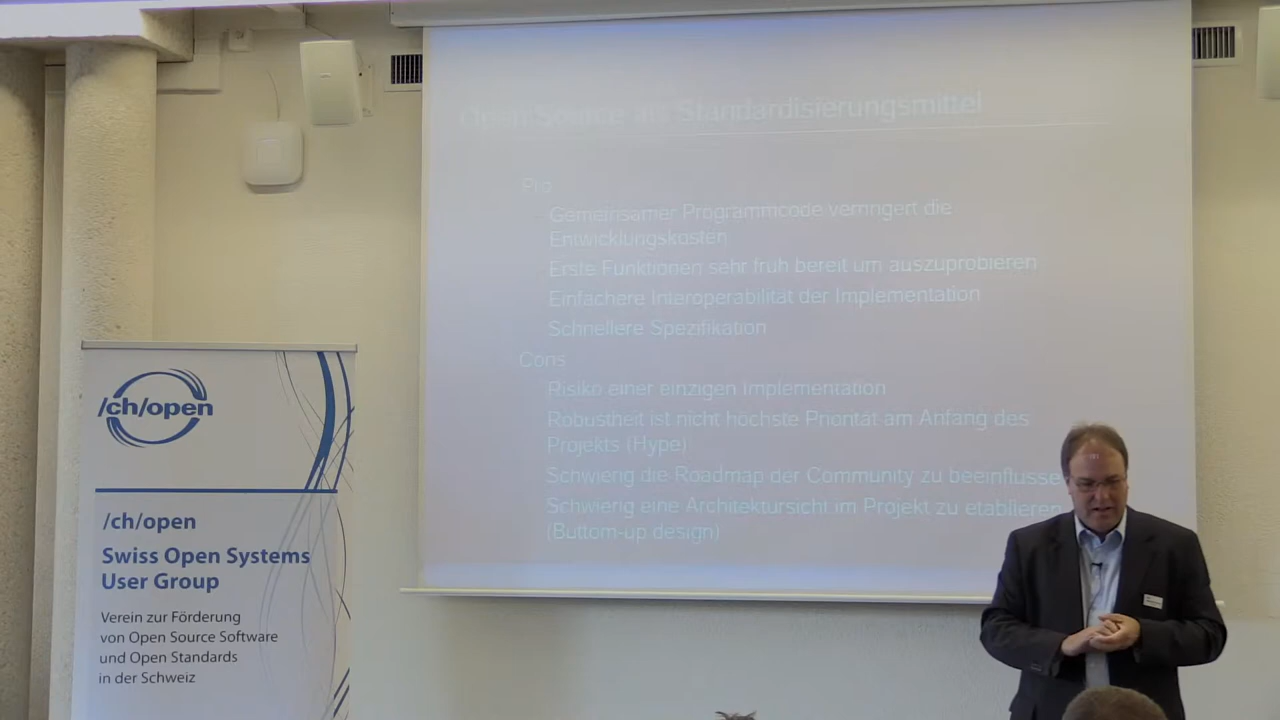 Open Source als Standardisierungsmittel
Pro
Gemeinsamer Programmcode verringert die
Entwicklungskosten
Erste Funktionen sehr früh bereit um auszuprobieren
Einfachere Interoperabilität der Implementation
Schnellere Spezifikation
Cons
Risiko einer einzigen Implementation
Robustheit ist nicht höchste Priorität am Anfang des
Projekts (Hype)
Schwierig die Roadmap der Community zu beeinflusse
Schwierig eine Architektursicht im Projekt zu etablieren
(Buttom-up design)
/ch/open
/ch/open
Swiss Open Systems
User Group
Verein zur Förderung
von Open Source Software
und Open Standards
in der Schweiz